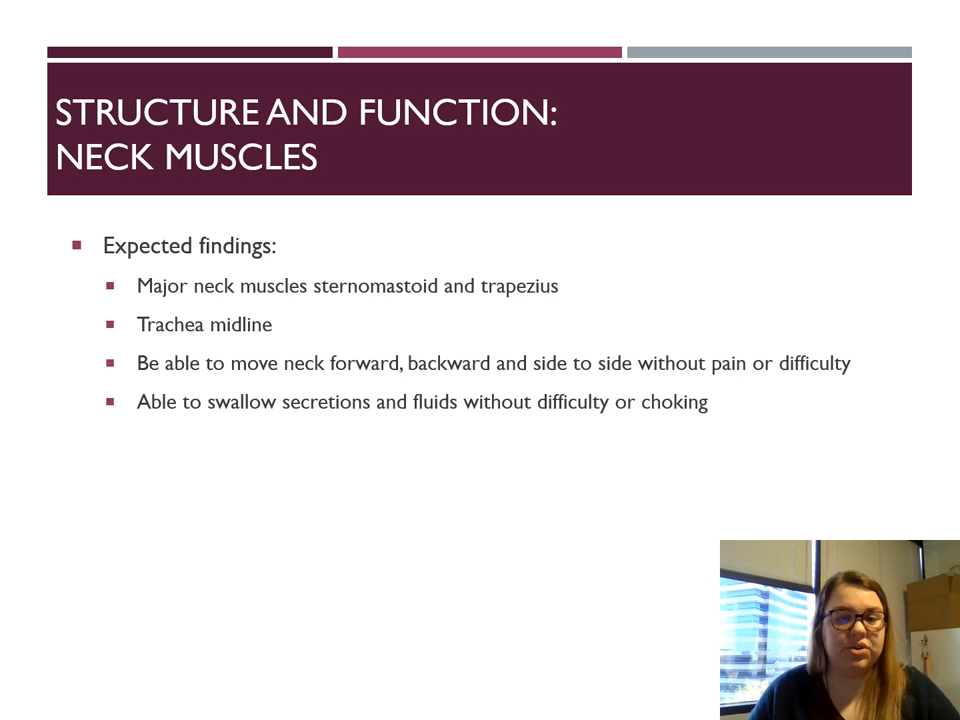 STRUCTURE AND FUNCTION:
NECK MUSCLES
Expected findings:
Major neck muscles sternomastoid and trapezius
Trachea midline
Be able to move neck forward, backward and side to side without pain or difficulty
Able to swallow secretions and fluids without difficulty or choking